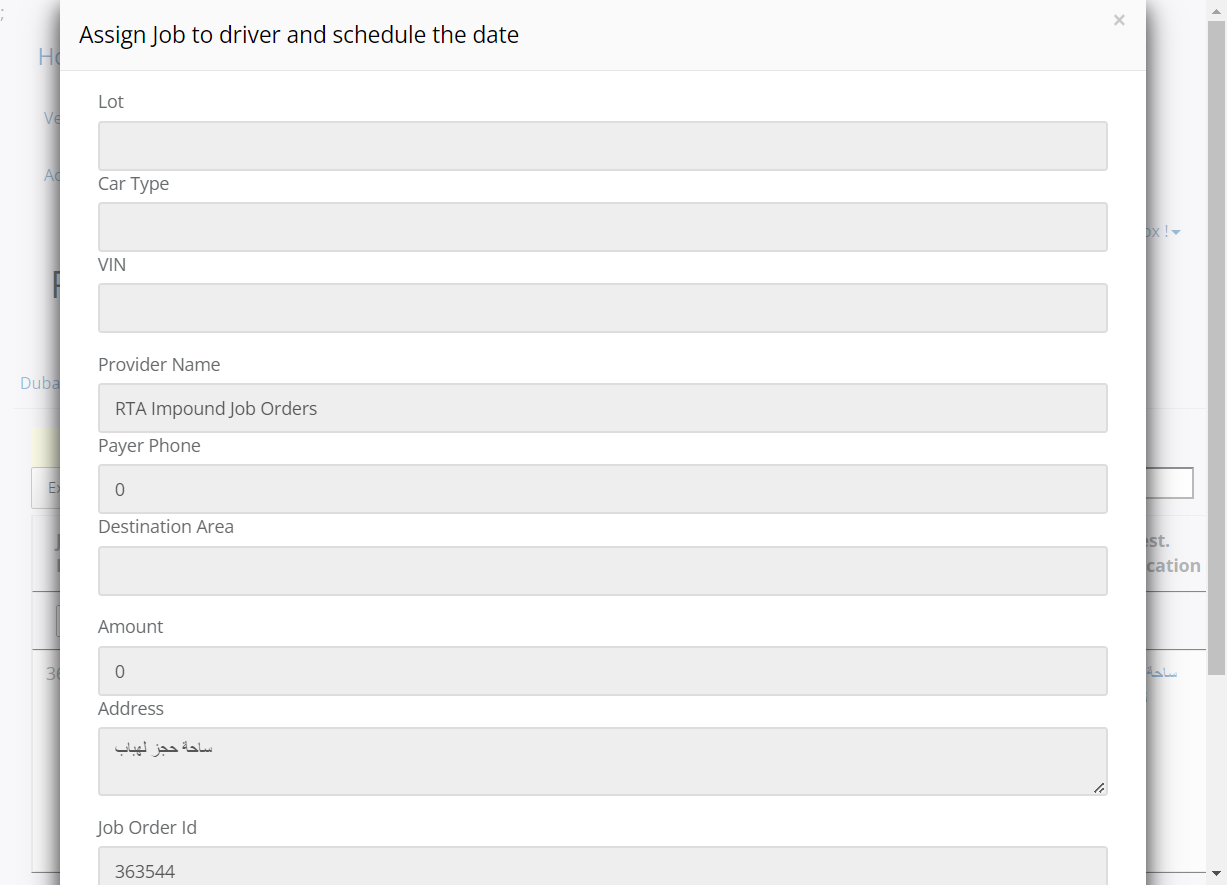 Assign Job to driver and schedule the date
×
Lot
Car Type
VIN
Provider Name
RTA Impound Job Orders
Payer Phone
0
Destination Area
Amount
0
Address
ساحة حجز لهباب
Job Order Id
363544
ساحة